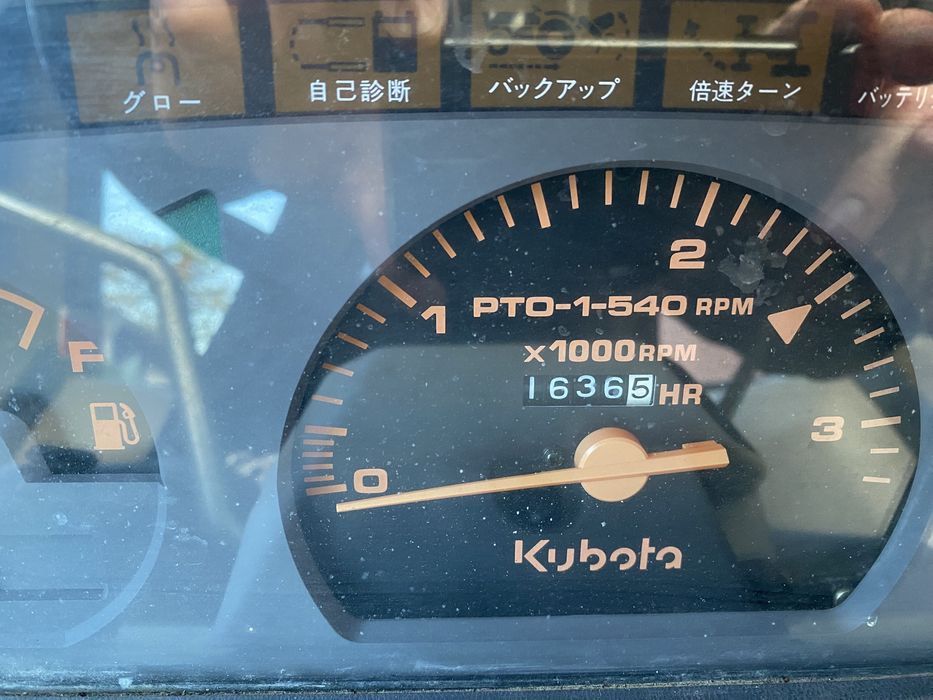 グロー
自己診断
バックアップ
倍速ターン
バッテリ
2
1
PTO-1-540 RPM
x1000RPM
16365 HR
F
3
0
Kubota